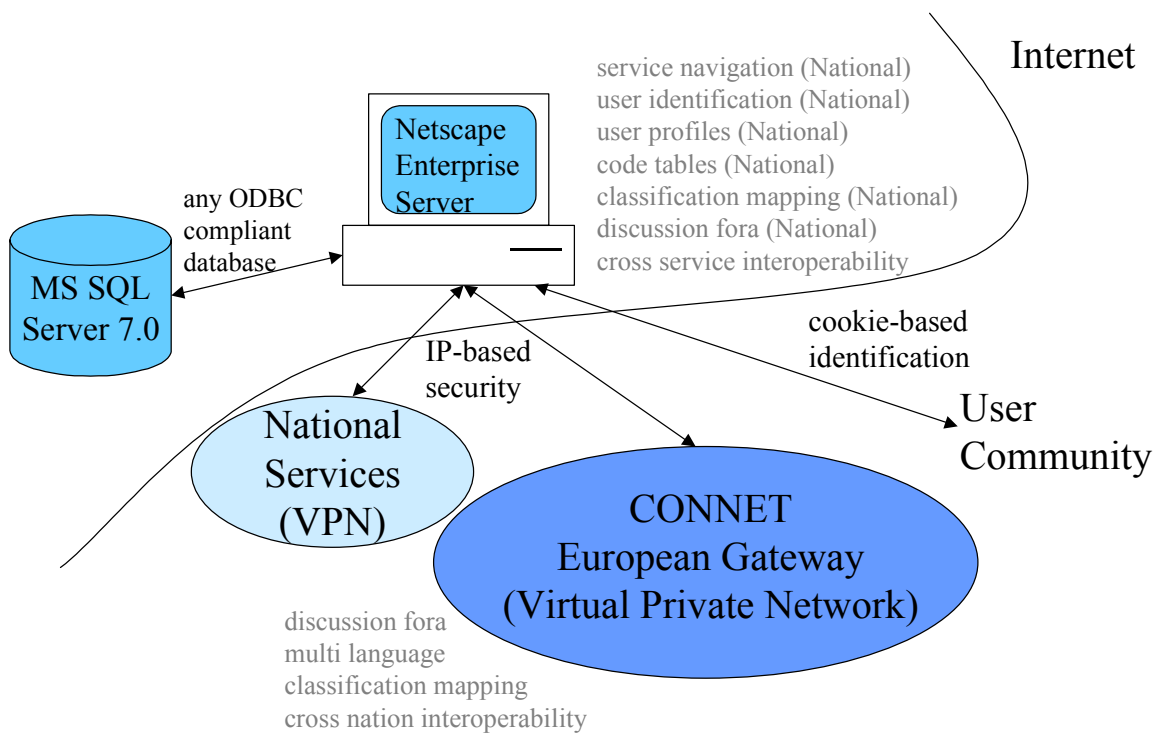 Internet
service navigation (National)
user identification (National)
user profiles (National)
code tables (National)
classification mapping (National)
discussion fora (National)
cross service interoperability
Netscape
Enterprise
Server
any ODBC
compliant
database
MS SQL
Server 7.0
IP-based
security
cookie-based
identification
User
Community
National
Services
(VPN)
CONNET
European Gateway
(Virtual Private Network)
discussion fora
multi language
classification mapping
cross nation interoperability